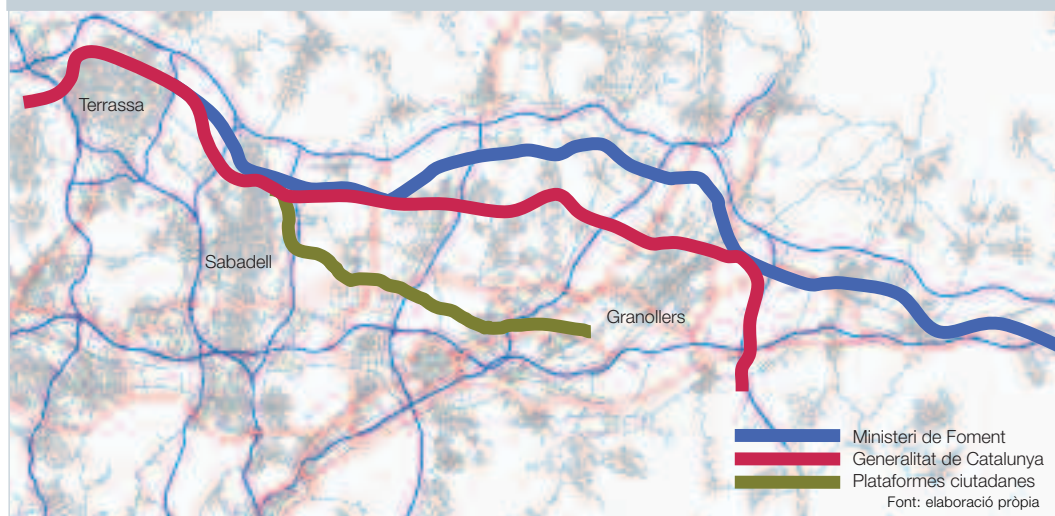 Terrassa
Sabadell
Granollers
Ministeri de Foment
Generalitat de Catalunya
Plataformes ciutadanes
Font: elaboració pròpia